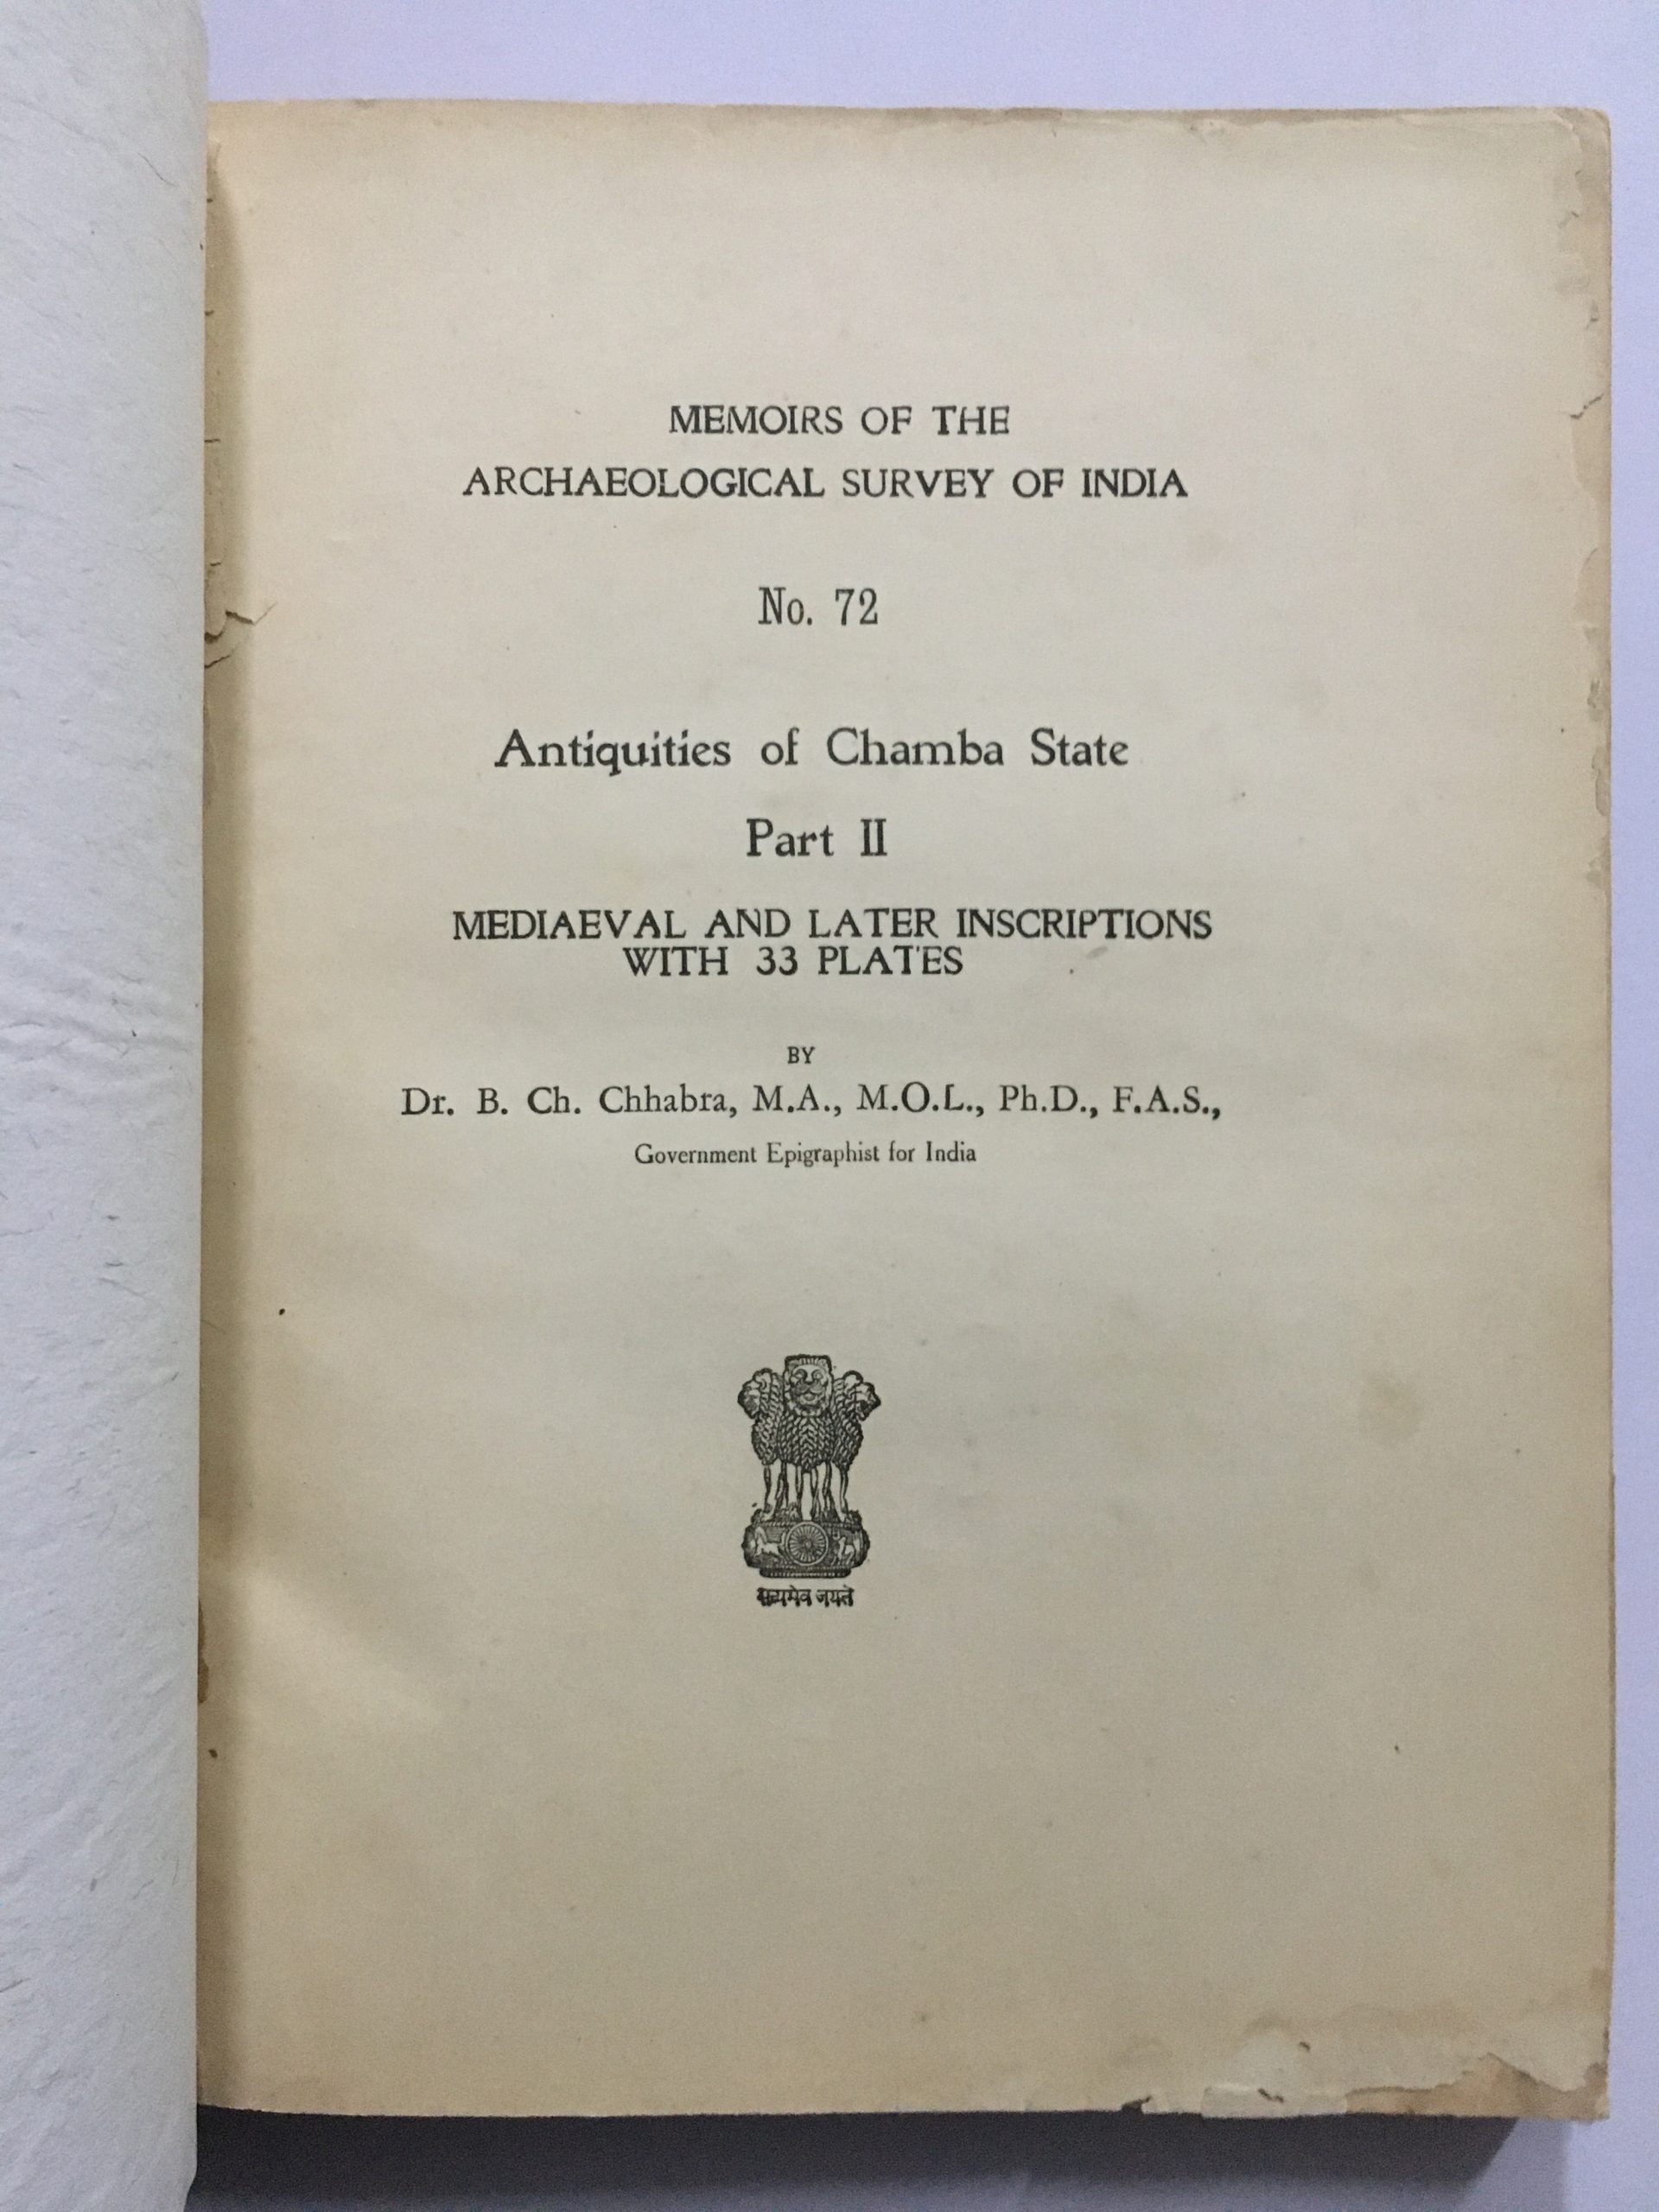 MEMOIRS OF THE
ARCHAEOLOGICAL SURVEY OF INDIA
No. 72
Antiquities of Chamba State
Part II
MEDIAEVAL AND LATER INSCRIPTIONS
WITH 33 PLATES
BY
Dr. B. Ch. Chhabra, M.A., M.O.L., Ph.D., F.A.S.,
Government Epigraphist for India
सत्यमेव जयते